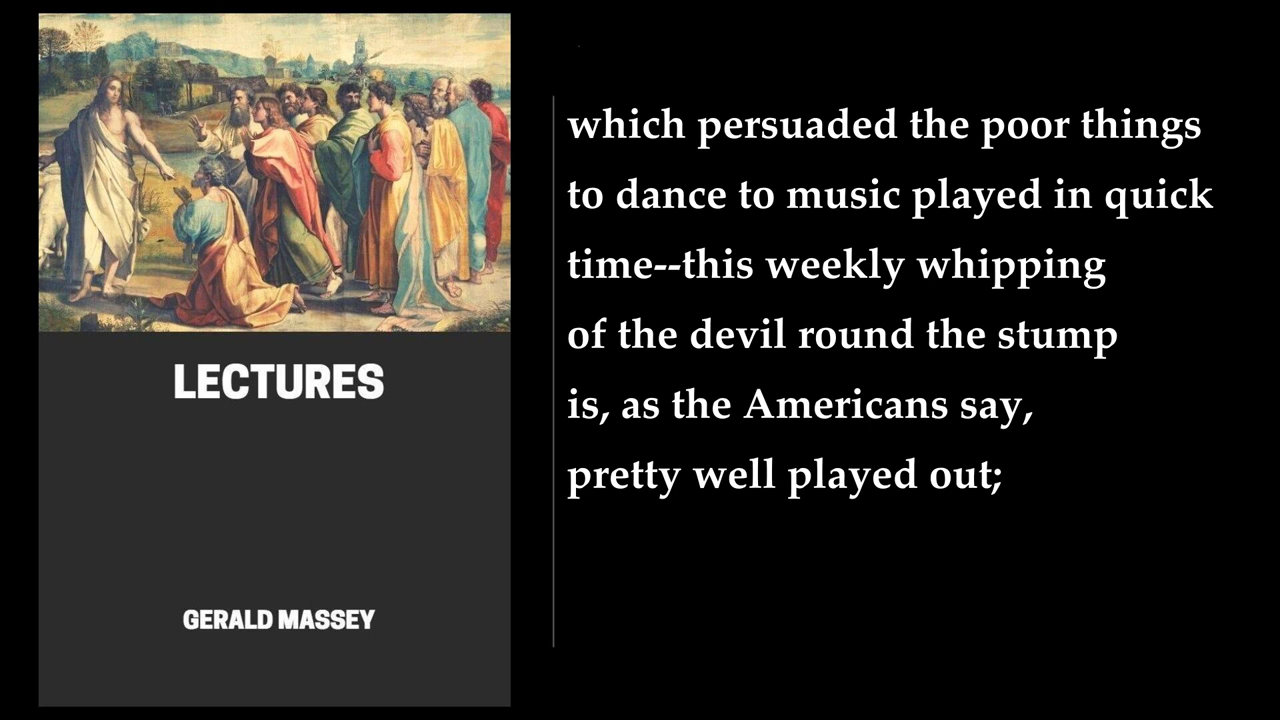 LECTURES
GERALD MASSEY
which persuaded the poor things
to dance to music played in quick
time--this weekly whipping
of the devil round the stump
is, as the Americans say,
pretty well played out;